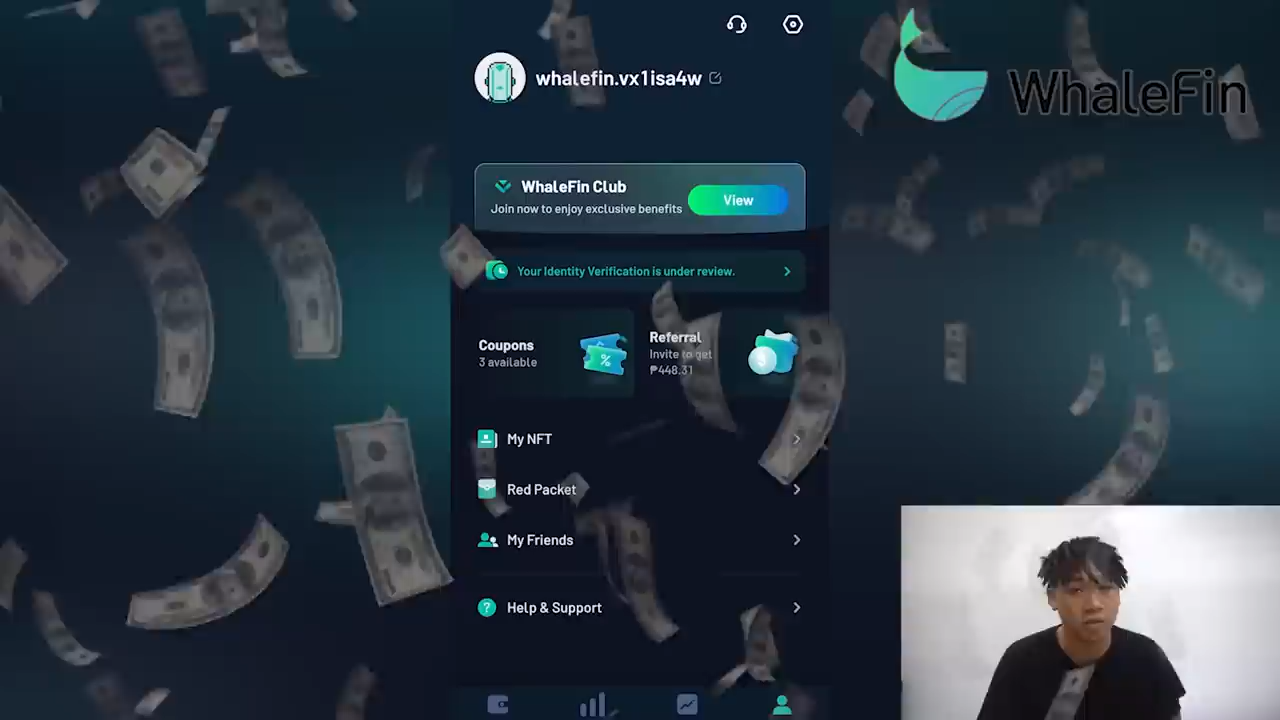 whalefin.vx1isa4w
WhaleFin
WhaleFin Club
Join now to enjoy exclusive benefits
View
Your Identity Verification is under review.
Coupons
3 available
Referral
Invite to get
₱448.31
My NFT
Red Packet
My Friends
Help & Support